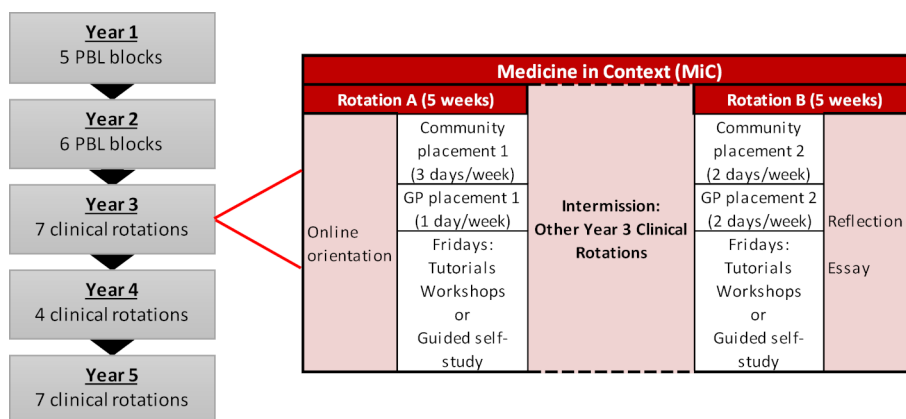 Year 1
5 PBL blocks
Year 2
6 PBL blocks
Year 3
7 clinical rotations
Year 4
4 clinical rotations
Year 5
7 clinical rotations
Medicine in Context (MiC)
Rotation A (5 weeks)
Online
orientation
Community
placement 1
(3 days/week)
GP placement 1
(1 day/week)
Fridays:
Tutorials
Workshops
or
Guided self-
study
Intermission:
Other Year 3 Clinical
Rotations
Rotation B (5 weeks)
Community
placement 2
(2 days/week)
GP placement 2
(2 days/week)
Fridays:
Tutorials
Workshops
or
Guided self-
study
Reflection
Essay